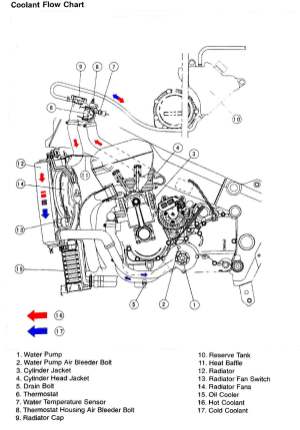 Coolant Flow Chart
9
8
7
6
10
4
3
12
11
14
13
15
5
2
1
16
17
1. Water Pump
2. Water Pump Air Bleeder Bolt
3. Cylinder Jacket
4. Cylinder Head Jacket
5. Drain Bolt
6. Thermostat
7. Water Temperature Sensor
8. Thermostat Housing Air Bleeder Bolt
9. Radiator Cap
10. Reserve Tank
11. Heat Baffle
12. Radiator
13. Radiator Fan Switch
14. Radiator Fans
15. Oil Cooler
16. Hot Coolant
17. Cold Coolant